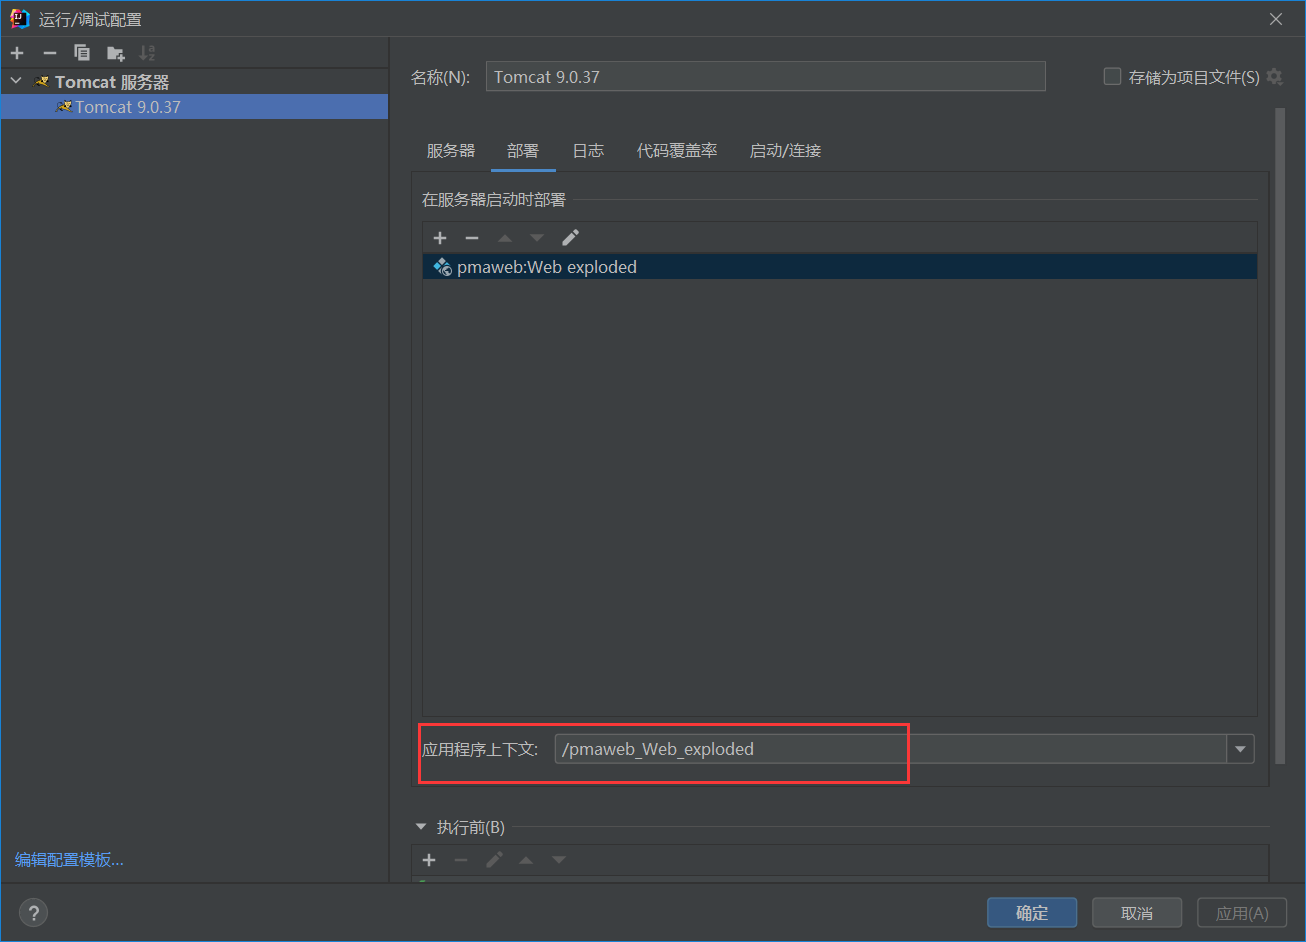 运行/调试配置
Tomcat 服务器
Tomcat 9.0.37
名称(N): Tomcat 9.0.37 存储为项目文件(S)
服务器 部署 日志 代码覆盖率 启动/连接
在服务器启动时部署
pmaweb:Web exploded
应用程序上下文: /pmaweb_Web_exploded
执行前(B)
编辑配置模板...
? 确定 取消 应用(A)